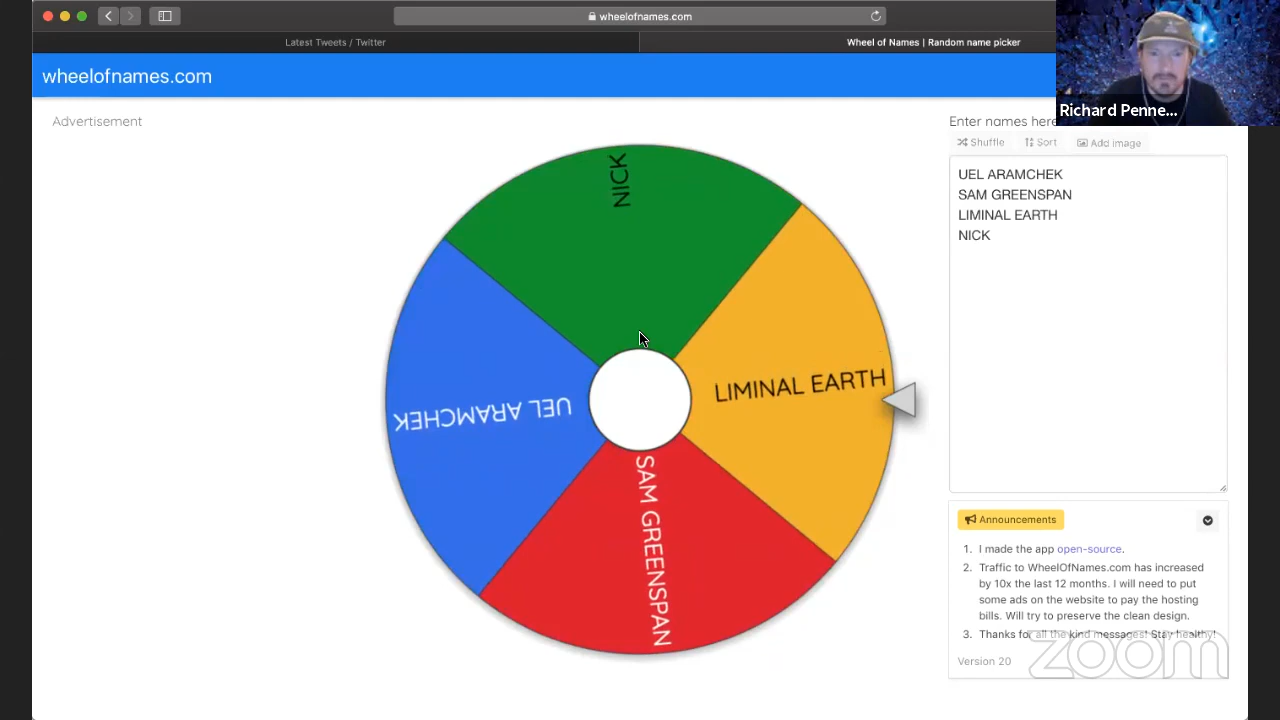 wheelofnames.com
Latest Tweets / Twitter
Wheel of Names | Random name picker
wheelofnames.com
Richard Penne...
Advertisement
Enter names here
Shuffle
Sort
Add image
UEL ARAMCHEK
SAM GREENSPAN
LIMINAL EARTH
NICK
NICK
LIMINAL EARTH
UEL ARAMCHEK
SAM GREENSPAN
Announcements
1. I made the app open-source.
2. Traffic to WheelOfNames.com has increased
by 10x the last 12 months. I will need to put
some ads on the website to pay the hosting
bills. Will try to preserve the clean design.
3. Thanks for all the kind messages! Stay healthy!
Version 20
zoom